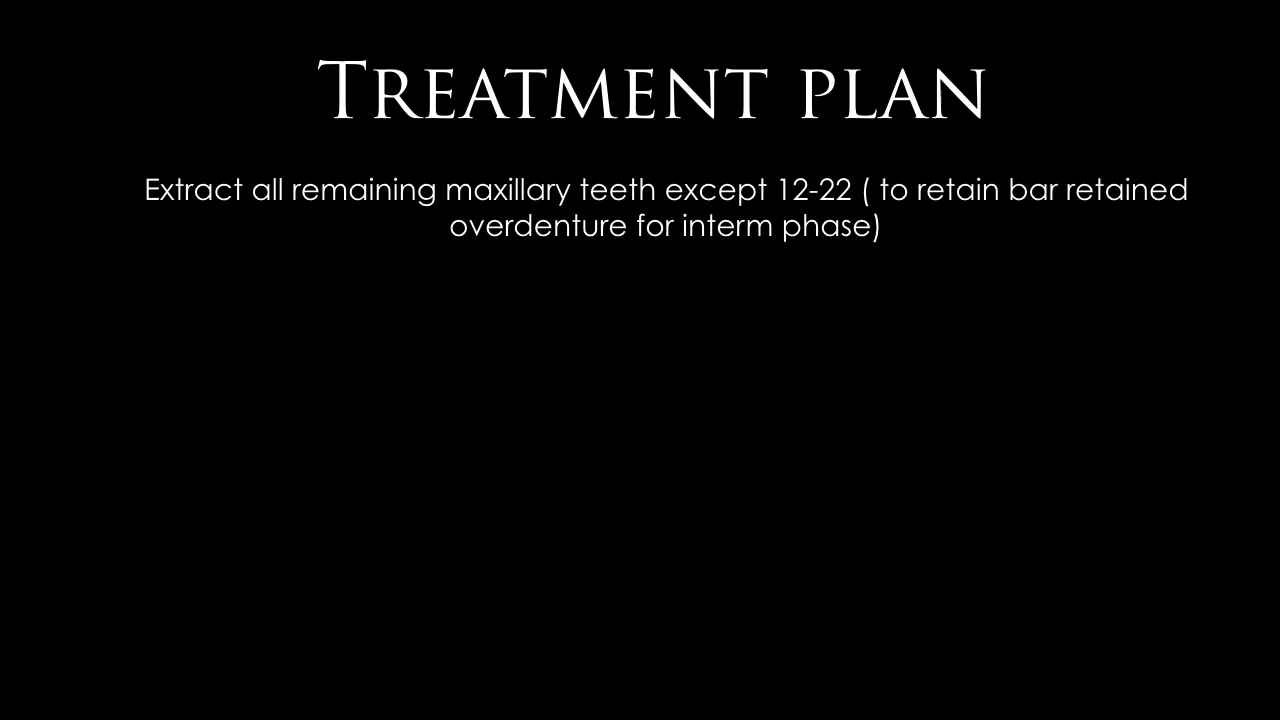 Treatment plan
Extract all remaining maxillary teeth except 12-22 ( to retain bar retained
overdenture for interm phase)